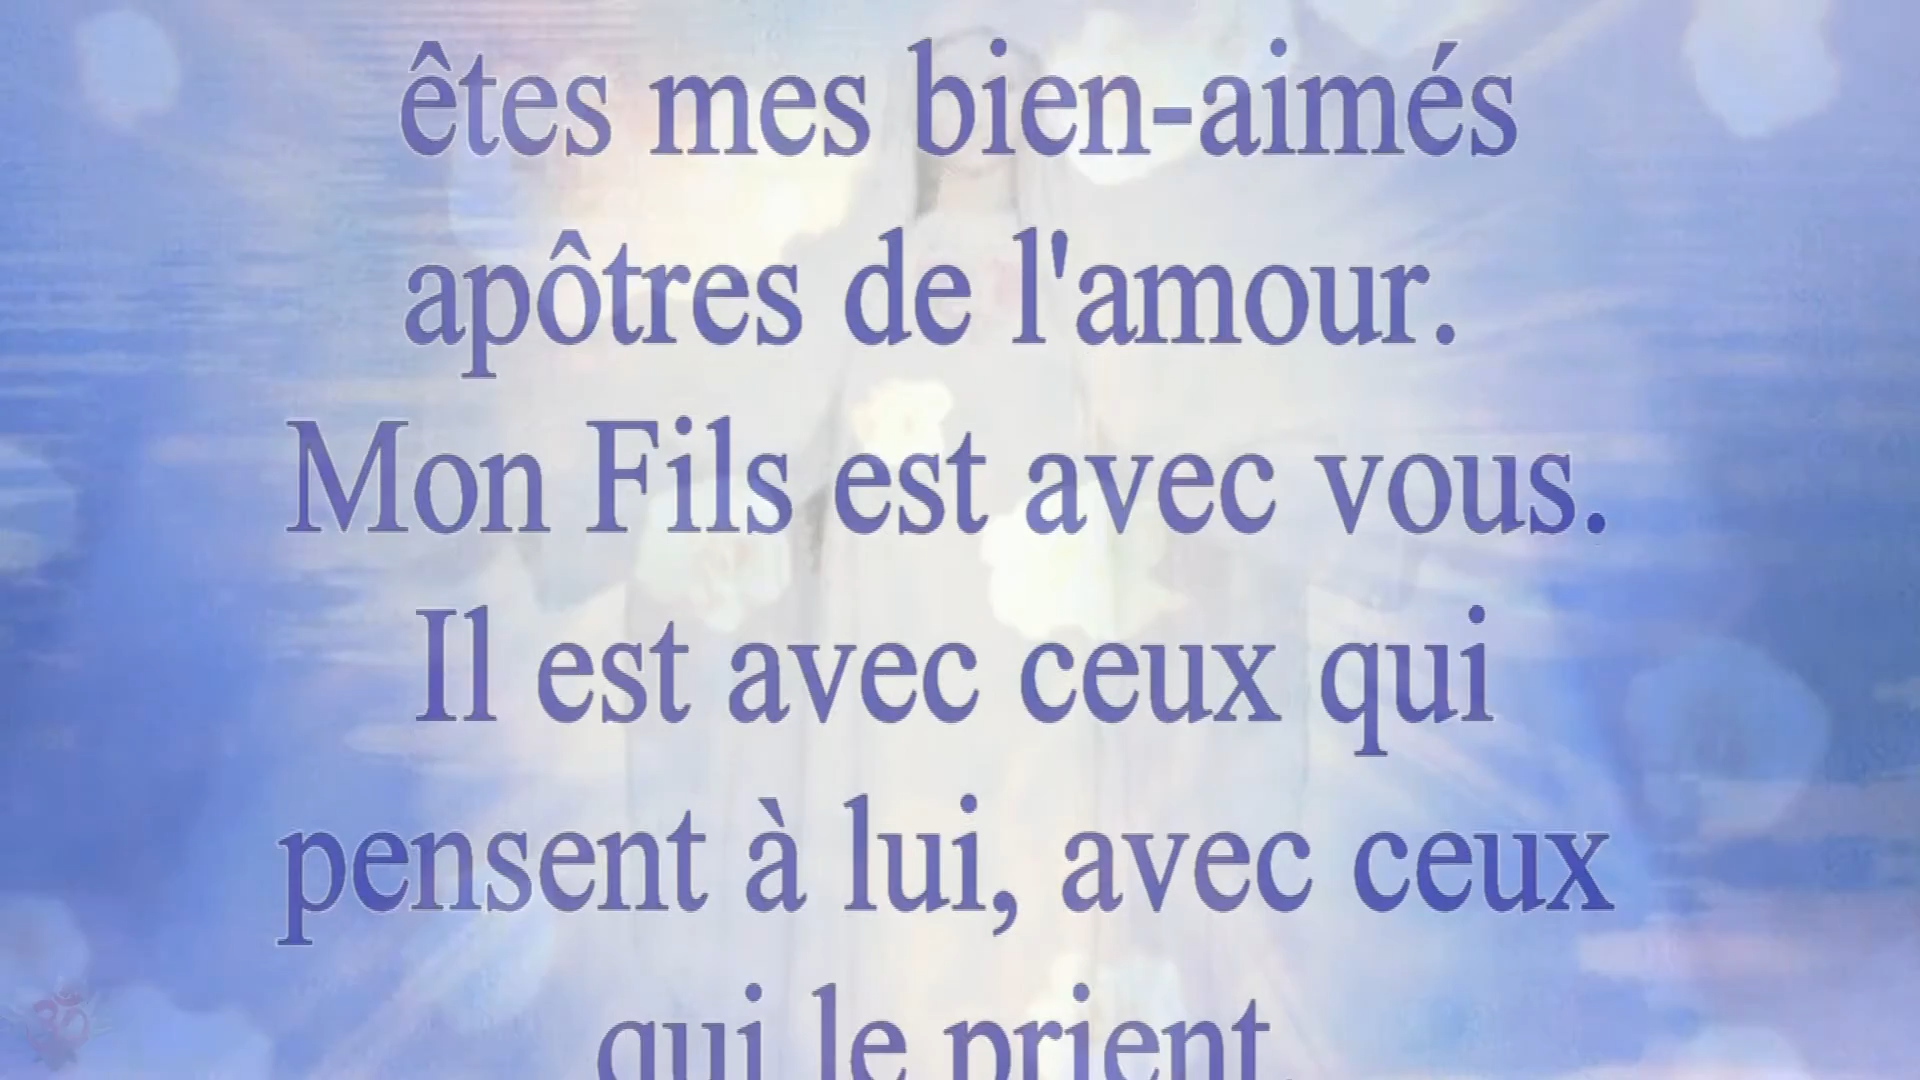 êtes mes bien-aimés
apôtres de l'amour.
Mon Fils est avec vous.
Il est avec ceux qui
pensent à lui, avec ceux
qui le prient.